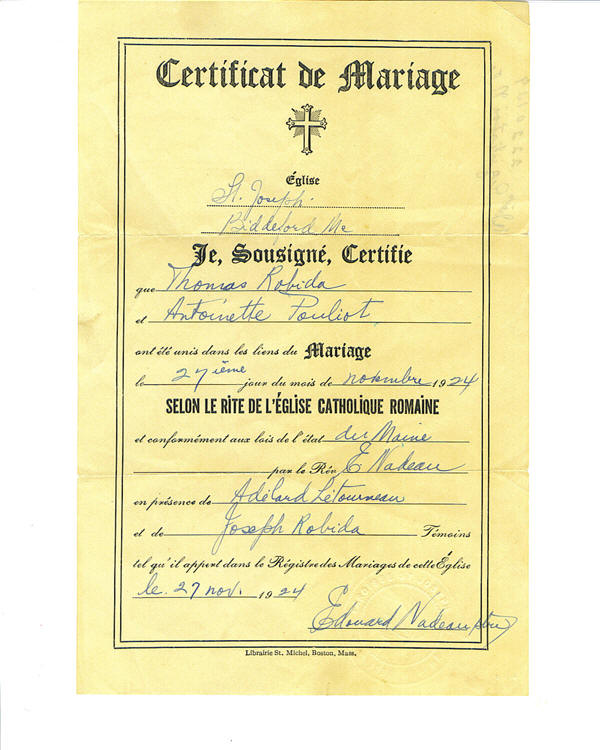 Certificat de Mariage
Église
St. Joseph.
Biddeford Me
Je, Sousigné, Certifie
que Thomas Robida
et Antoinette Pouliot
ont été unis dans les liens du Mariage
le 27 ième jour du mois de novembre 1924
SELON LE RITE DE L'ÉGLISE CATHOLIQUE ROMAINE
et conformément aux lois de l'état du Maine
par le Rév. E Nadeau
en présence de Adélard Létourneau
et de Joseph Robida Témoins
tel qu'il appert dans le Régistre des Mariages de cette Église
le 27 nov. 1924
Édouard Nadeau ptre
Librairie St. Michel, Boston, Mass.